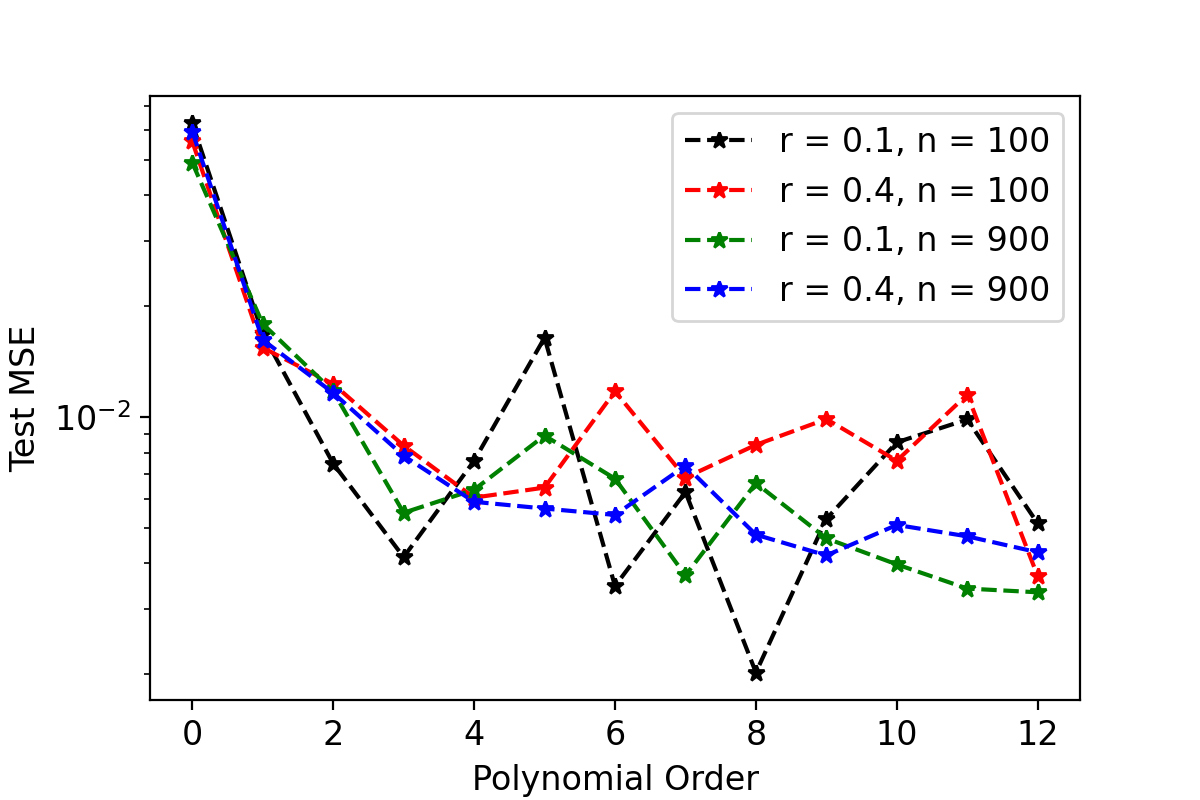 r = 0.1, n = 100
r = 0.4, n = 100
r = 0.1, n = 900
r = 0.4, n = 900
Test MSE
10⁻²
0 2 4 6 8 10 12
Polynomial Order